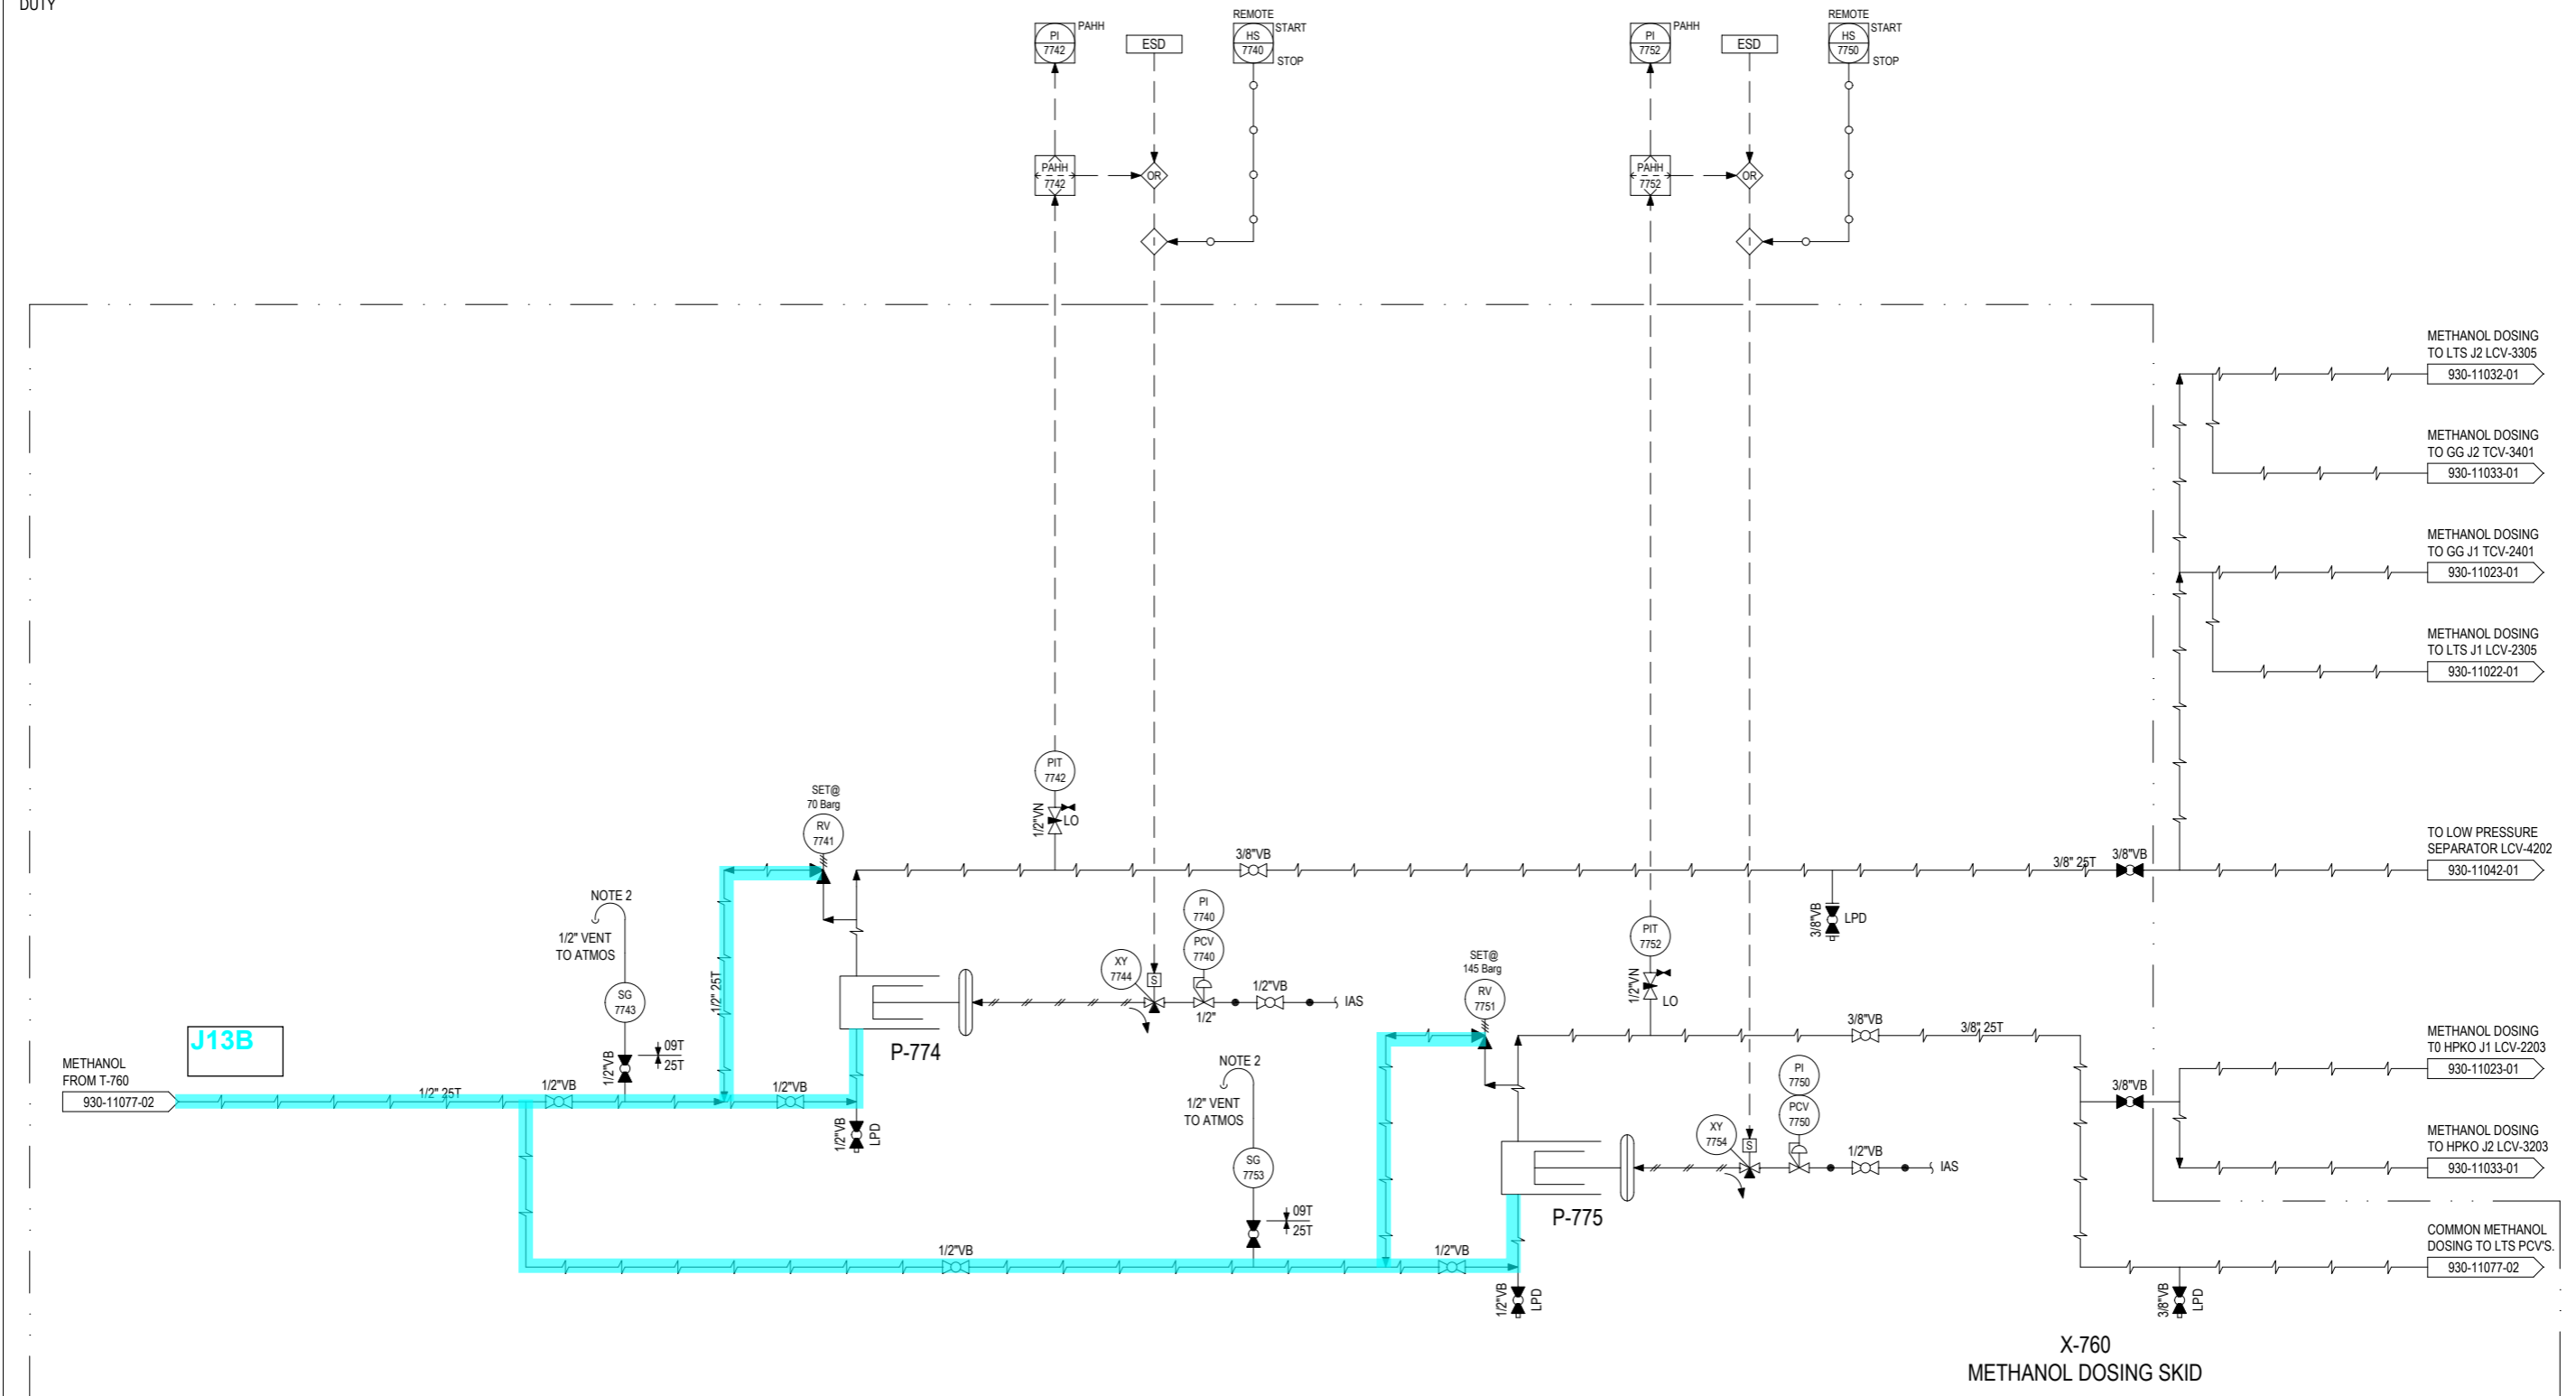 DUTY
PI
7742
PAHH
ESD
REMOTE
HS
7740
START
STOP
PI
7752
PAHH
ESD
REMOTE
HS
7750
START
STOP
PAHH
7742
OR
I
PAHH
7752
OR
I
METHANOL DOSING
TO LTS J2 LCV-3305
930-11032-01
METHANOL DOSING
TO GG J2 TCV-3401
930-11033-01
METHANOL DOSING
TO GG J1 TCV-2401
930-11023-01
METHANOL DOSING
TO LTS J1 LCV-2305
930-11022-01
PIT
7742
1/2"VN
LO
SET@
70 Barg
RV
7741
3/8"VB
3/8" 25T
3/8"VB
TO LOW PRESSURE
SEPARATOR LCV-4202
930-11042-01
3/8"VB
LPD
NOTE 2
1/2" VENT
TO ATMOS
SG
7743
1/2"VB
09T
25T
1/2" 25T
PI
7740
PCV
7740
XY
7744
S
1/2"
1/2"VB
IAS
P-774
PIT
7752
1/2"VN
LO
SET@
145 Barg
RV
7751
3/8"VB
3/8" 25T
J13B
METHANOL
FROM T-760
930-11077-02
1/2" 25T
1/2"VB
1/2"VB
1/2"VB
LPD
NOTE 2
1/2" VENT
TO ATMOS
SG
7753
09T
25T
PI
7750
PCV
7750
XY
7754
S
1/2"VB
IAS
P-775
3/8"VB
METHANOL DOSING
T0 HPKO J1 LCV-2203
930-11023-01
METHANOL DOSING
TO HPKO J2 LCV-3203
930-11033-01
1/2"VB
1/2"VB
1/2"VB
LPD
COMMON METHANOL
DOSING TO LTS PCV'S.
930-11077-02
3/8"VB
LPD
X-760
METHANOL DOSING SKID